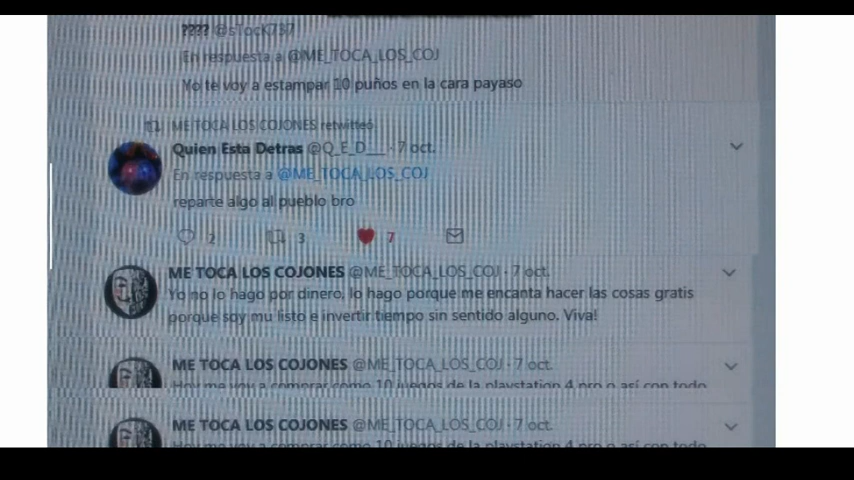 ???? @sTock737
En respuesta a @ME_TOCA_LOS_COJ
Yo te voy a estampar 10 puños en la cara payaso
ME TOCA LOS COJONES retwitteó
Quien Esta Detras @Q_E_D__ · 7 oct.
En respuesta a @ME_TOCA_LOS_COJ
reparte algo al pueblo bro
2 3 7
ME TOCA LOS COJONES @ME_TOCA_LOS_COJ · 7 oct.
Yo no lo hago por dinero, lo hago porque me encanta hacer las cosas gratis
porque soy mu listo e invertir tiempo sin sentido alguno. Viva!
ME TOCA LOS COJONES @ME_TOCA_LOS_COJ · 7 oct.
Hoy me voy a comprar como 10 juegos de la playstation 4 pro o así con todo
ME TOCA LOS COJONES @ME_TOCA_LOS_COJ · 7 oct.
Hoy me voy a comprar como 10 juegos de la playstation 4 pro o así con todo